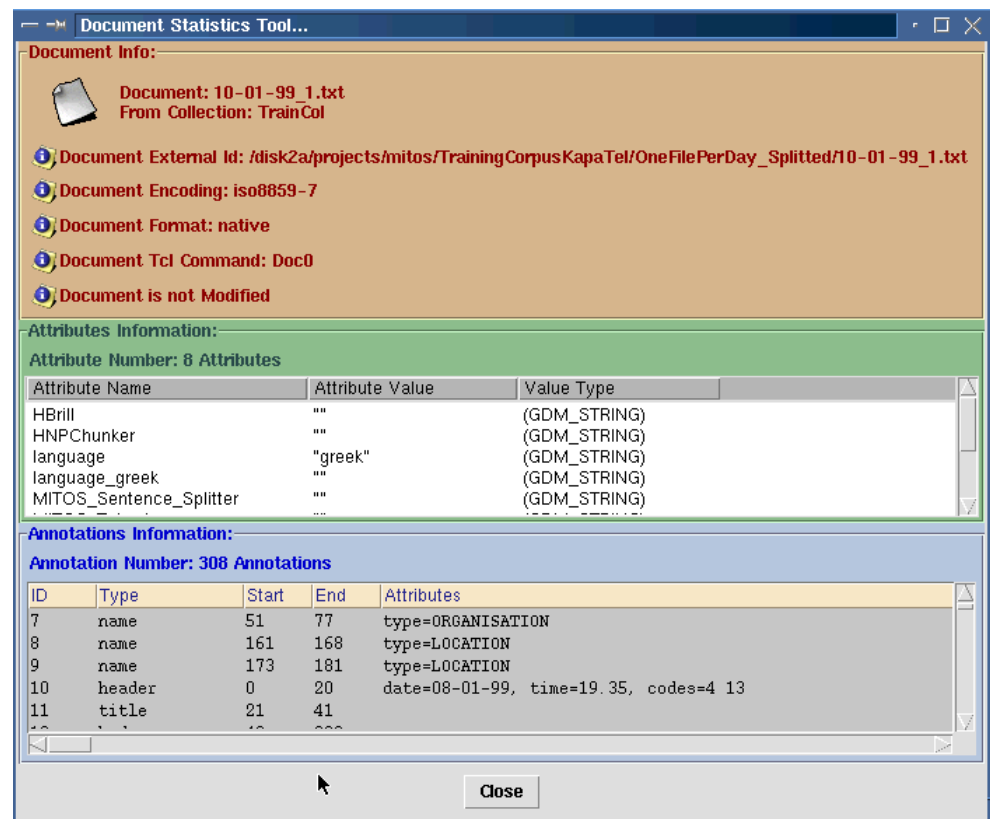 Document Statistics Tool...
Document Info:
Document: 10-01-99_1.txt
From Collection: TrainCol
Document External Id: /disk2a/projects/mitos/TrainingCorpusKapaTel/OneFilePerDay_Splitted/10-01-99_1.txt
Document Encoding: iso8859-7
Document Format: native
Document Tcl Command: Doc0
Document is not Modified
Attributes Information:
Attribute Number: 8 Attributes
Attribute Name Attribute Value Value Type
HBrill "" (GDM_STRING)
HNPChunker "" (GDM_STRING)
language "greek" (GDM_STRING)
language_greek "" (GDM_STRING)
MITOS_Sentence_Splitter "" (GDM_STRING)
Annotations Information:
Annotation Number: 308 Annotations
ID Type Start End Attributes
7 name 51 77 type=ORGANISATION
8 name 161 168 type=LOCATION
9 name 173 181 type=LOCATION
10 header 0 20 date=08-01-99, time=19.35, codes=4 13
11 title 21 41
Close